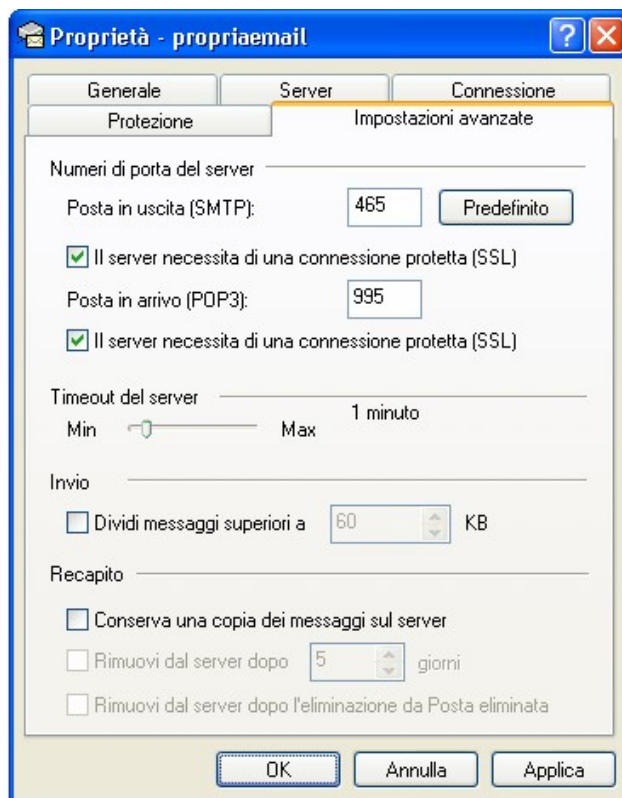 Proprietà - propriaemail
Generale Server Connessione
Protezione Impostazioni avanzate
Numeri di porta del server
Posta in uscita (SMTP): 465 Predefinito
Il server necessita di una connessione protetta (SSL)
Posta in arrivo (POP3): 995
Il server necessita di una connessione protetta (SSL)
Timeout del server
Min Max 1 minuto
Invio
Dividi messaggi superiori a 60 KB
Recapito
Conserva una copia dei messaggi sul server
Rimuovi dal server dopo 5 giorni
Rimuovi dal server dopo l'eliminazione da Posta eliminata
OK Annulla Applica